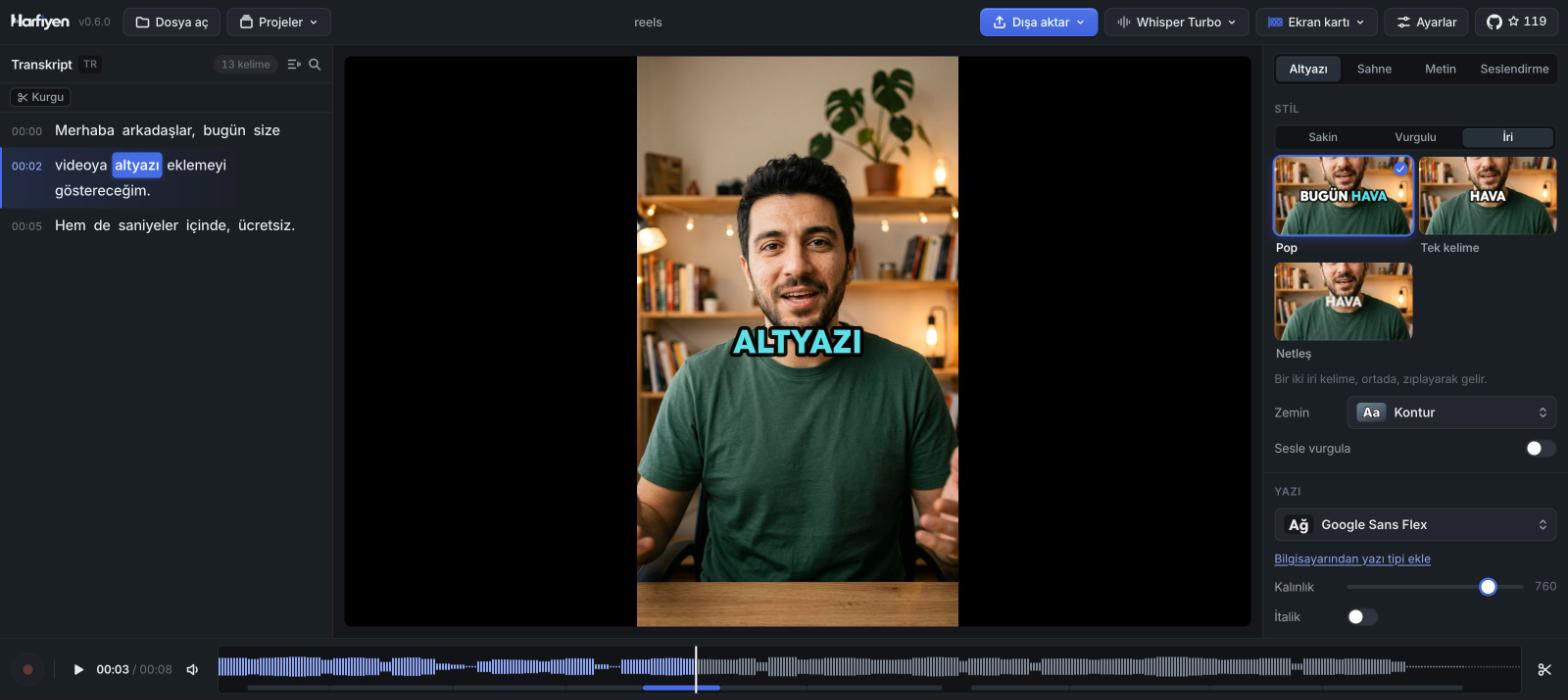 Harfiyen v0.6.0 Dosya aç Projeler reels Dışa aktar Whisper Turbo Ekran kartı Ayarlar 119
Transkript TR 13 kelime
Kurgu
00:00 Merhaba arkadaşlar, bugün size
00:02 videoya altyazı eklemeyi
göstereceğim.
00:05 Hem de saniyeler içinde, ücretsiz.
ALTYAZI
Altyazı Sahne Metin Seslendirme
STİL
Sakin Vurgulu İri
BUGÜN HAVA HAVA
Pop Tek kelime
HAVA
Netleş
Bir iki iri kelime, ortada, zıplayarak gelir.
Zemin Aa Kontur
Sesle vurgula
YAZI
Ağ Google Sans Flex
Bilgisayarından yazı tipi ekle
Kalınlık 760
İtalik
00:03 / 00:08